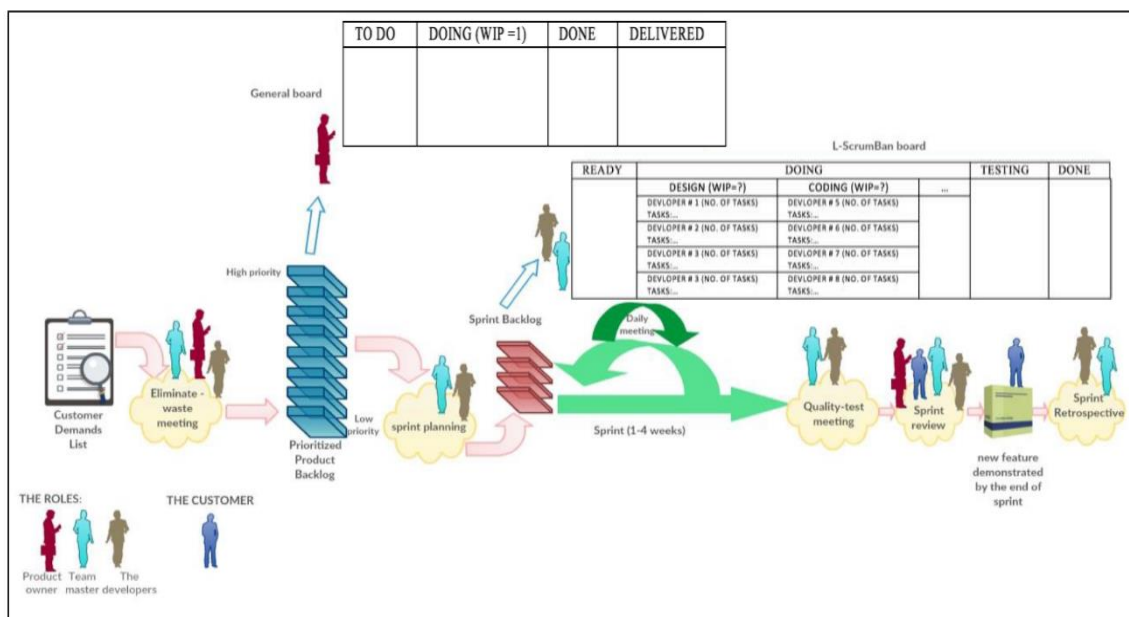 TO DO DOING (WIP =1) DONE DELIVERED
General board
L-ScrumBan board
READY DOING TESTING DONE
DESIGN (WIP=?) CODING (WIP=?) ...
DEVLOPER # 1 (NO. OF TASKS) DEVLOPER # 5 (NO. OF TASKS)
TASKS:... TASKS:...
DEVLOPER # 2 (NO. OF TASKS) DEVLOPER # 6 (NO. OF TASKS)
TASKS:... TASKS:...
DEVLOPER # 3 (NO. OF TASKS) DEVLOPER # 7 (NO. OF TASKS)
TASKS:... TASKS:...
DEVLOPER # 3 (NO. OF TASKS) DEVLOPER # 8 (NO. OF TASKS)
TASKS:... TASKS:...
High priority
Sprint Backlog
Daily
meeting
Customer
Demands
List
Eliminate -
waste
meeting
Low
priority
Prioritized
Product
Backlog
sprint planning
Sprint (1-4 weeks)
Quality-test
meeting
Sprint
review
new feature
demonstrated
by the end of
sprint
Sprint
Retrospective
THE ROLES: THE CUSTOMER
Product Team The
owner master developers